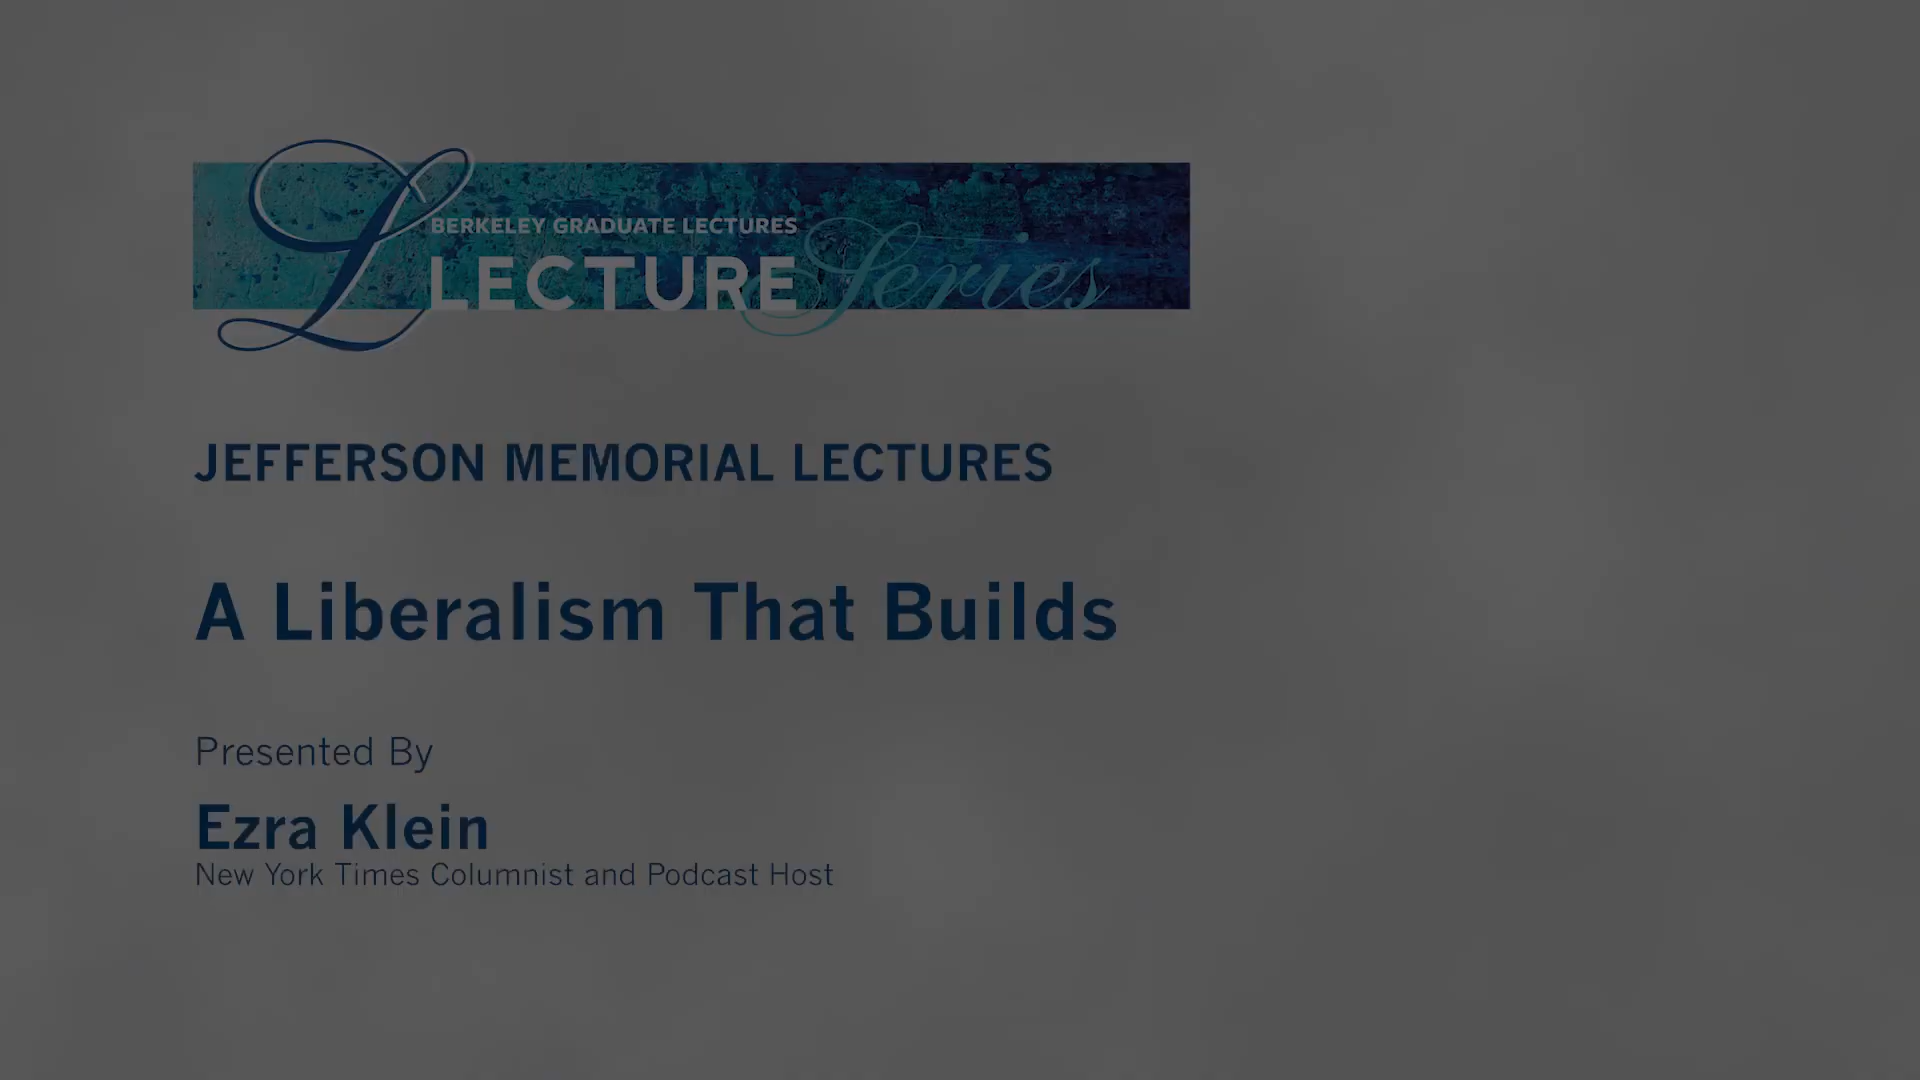 BERKELEY GRADUATE LECTURES
LECTURE Series
JEFFERSON MEMORIAL LECTURES
A Liberalism That Builds
Presented By
Ezra Klein
New York Times Columnist and Podcast Host